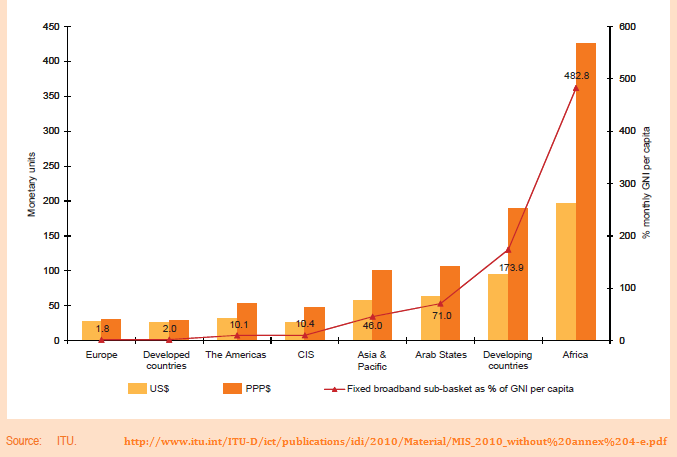 450
400
350
300
250
200
150
100
50
0
Monetary units
600
500
400
300
200
100
0
% monthly GNI per capita
1.8
2.0
10.1
10.4
46.0
71.0
173.9
482.8
Europe
Developed
countries
The Americas
CIS
Asia &
Pacific
Arab States
Developing
countries
Africa
US$
PPP$
Fixed broadband sub-basket as % of GNI per capita
Source: ITU. http://www.itu.int/ITU-D/ict/publications/idi/2010/Material/MIS_2010_without%20annex%204-e.pdf